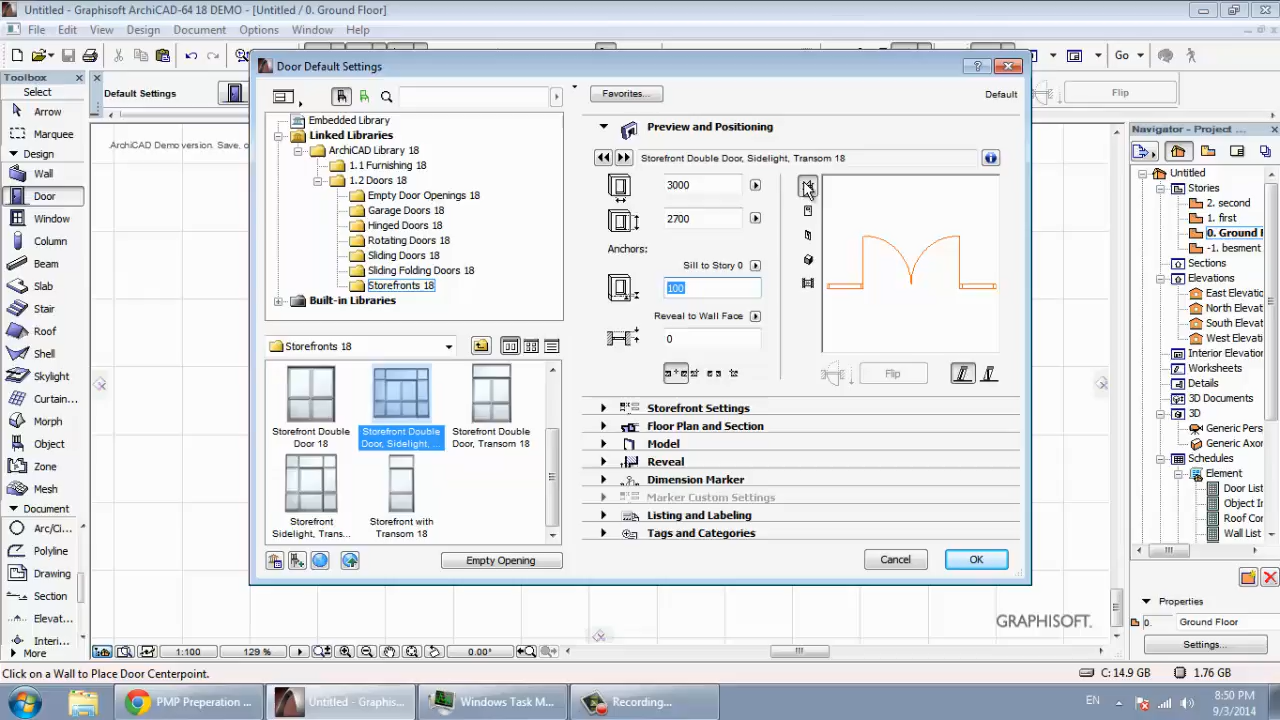 Untitled - Graphisoft ArchiCAD-64 18 DEMO - [Untitled / 0. Ground Floor]
File Edit View Design Document Options Window Help
Go
Toolbox
Select
Arrow
Marquee
Design
Wall
Door
Window
Column
Beam
Slab
Stair
Roof
Shell
Skylight
Curtain...
Morph
Object
Zone
Mesh
Document
Arc/Ci...
Polyline
Drawing
Section
Elevat...
Interi...
More
Default Settings
ArchiCAD Demo version. Save, c
Flip
Door Default Settings
Embedded Library
Linked Libraries
ArchiCAD Library 18
1.1 Furnishing 18
1.2 Doors 18
Empty Door Openings 18
Garage Doors 18
Hinged Doors 18
Rotating Doors 18
Sliding Doors 18
Sliding Folding Doors 18
Storefronts 18
Built-in Libraries
Storefronts 18
Storefront Double Door 18
Storefront Double Door, Sidelight, ...
Storefront Double Door, Transom 18
Storefront Sidelight, Trans...
Storefront with Transom 18
Empty Opening
Favorites...
Default
Preview and Positioning
Storefront Double Door, Sidelight, Transom 18
3000
2700
Anchors:
Sill to Story 0
100
Reveal to Wall Face
0
Flip
Storefront Settings
Floor Plan and Section
Model
Reveal
Dimension Marker
Marker Custom Settings
Listing and Labeling
Tags and Categories
Cancel
OK
Navigator - Project ...
Untitled
Stories
2. second
1. first
0. Ground F
-1. besment
Sections
Elevations
East Elevatio
North Elevat
South Elevat
West Elevati
Interior Elevatio
Worksheets
Details
3D Documents
3D
Generic Pers
Generic Axon
Schedules
Element
Door List
Object In
Roof Con
Wall List
Properties
0. Ground Floor
Settings...
GRAPHISOFT.
1:100 129 % 0.00°
Click on a Wall to Place Door Centerpoint.
C: 14.9 GB 1.76 GB
PMP Preperation ...
Untitled - Graphis...
Windows Task M...
Recording...
EN
8:50 PM
9/3/2014